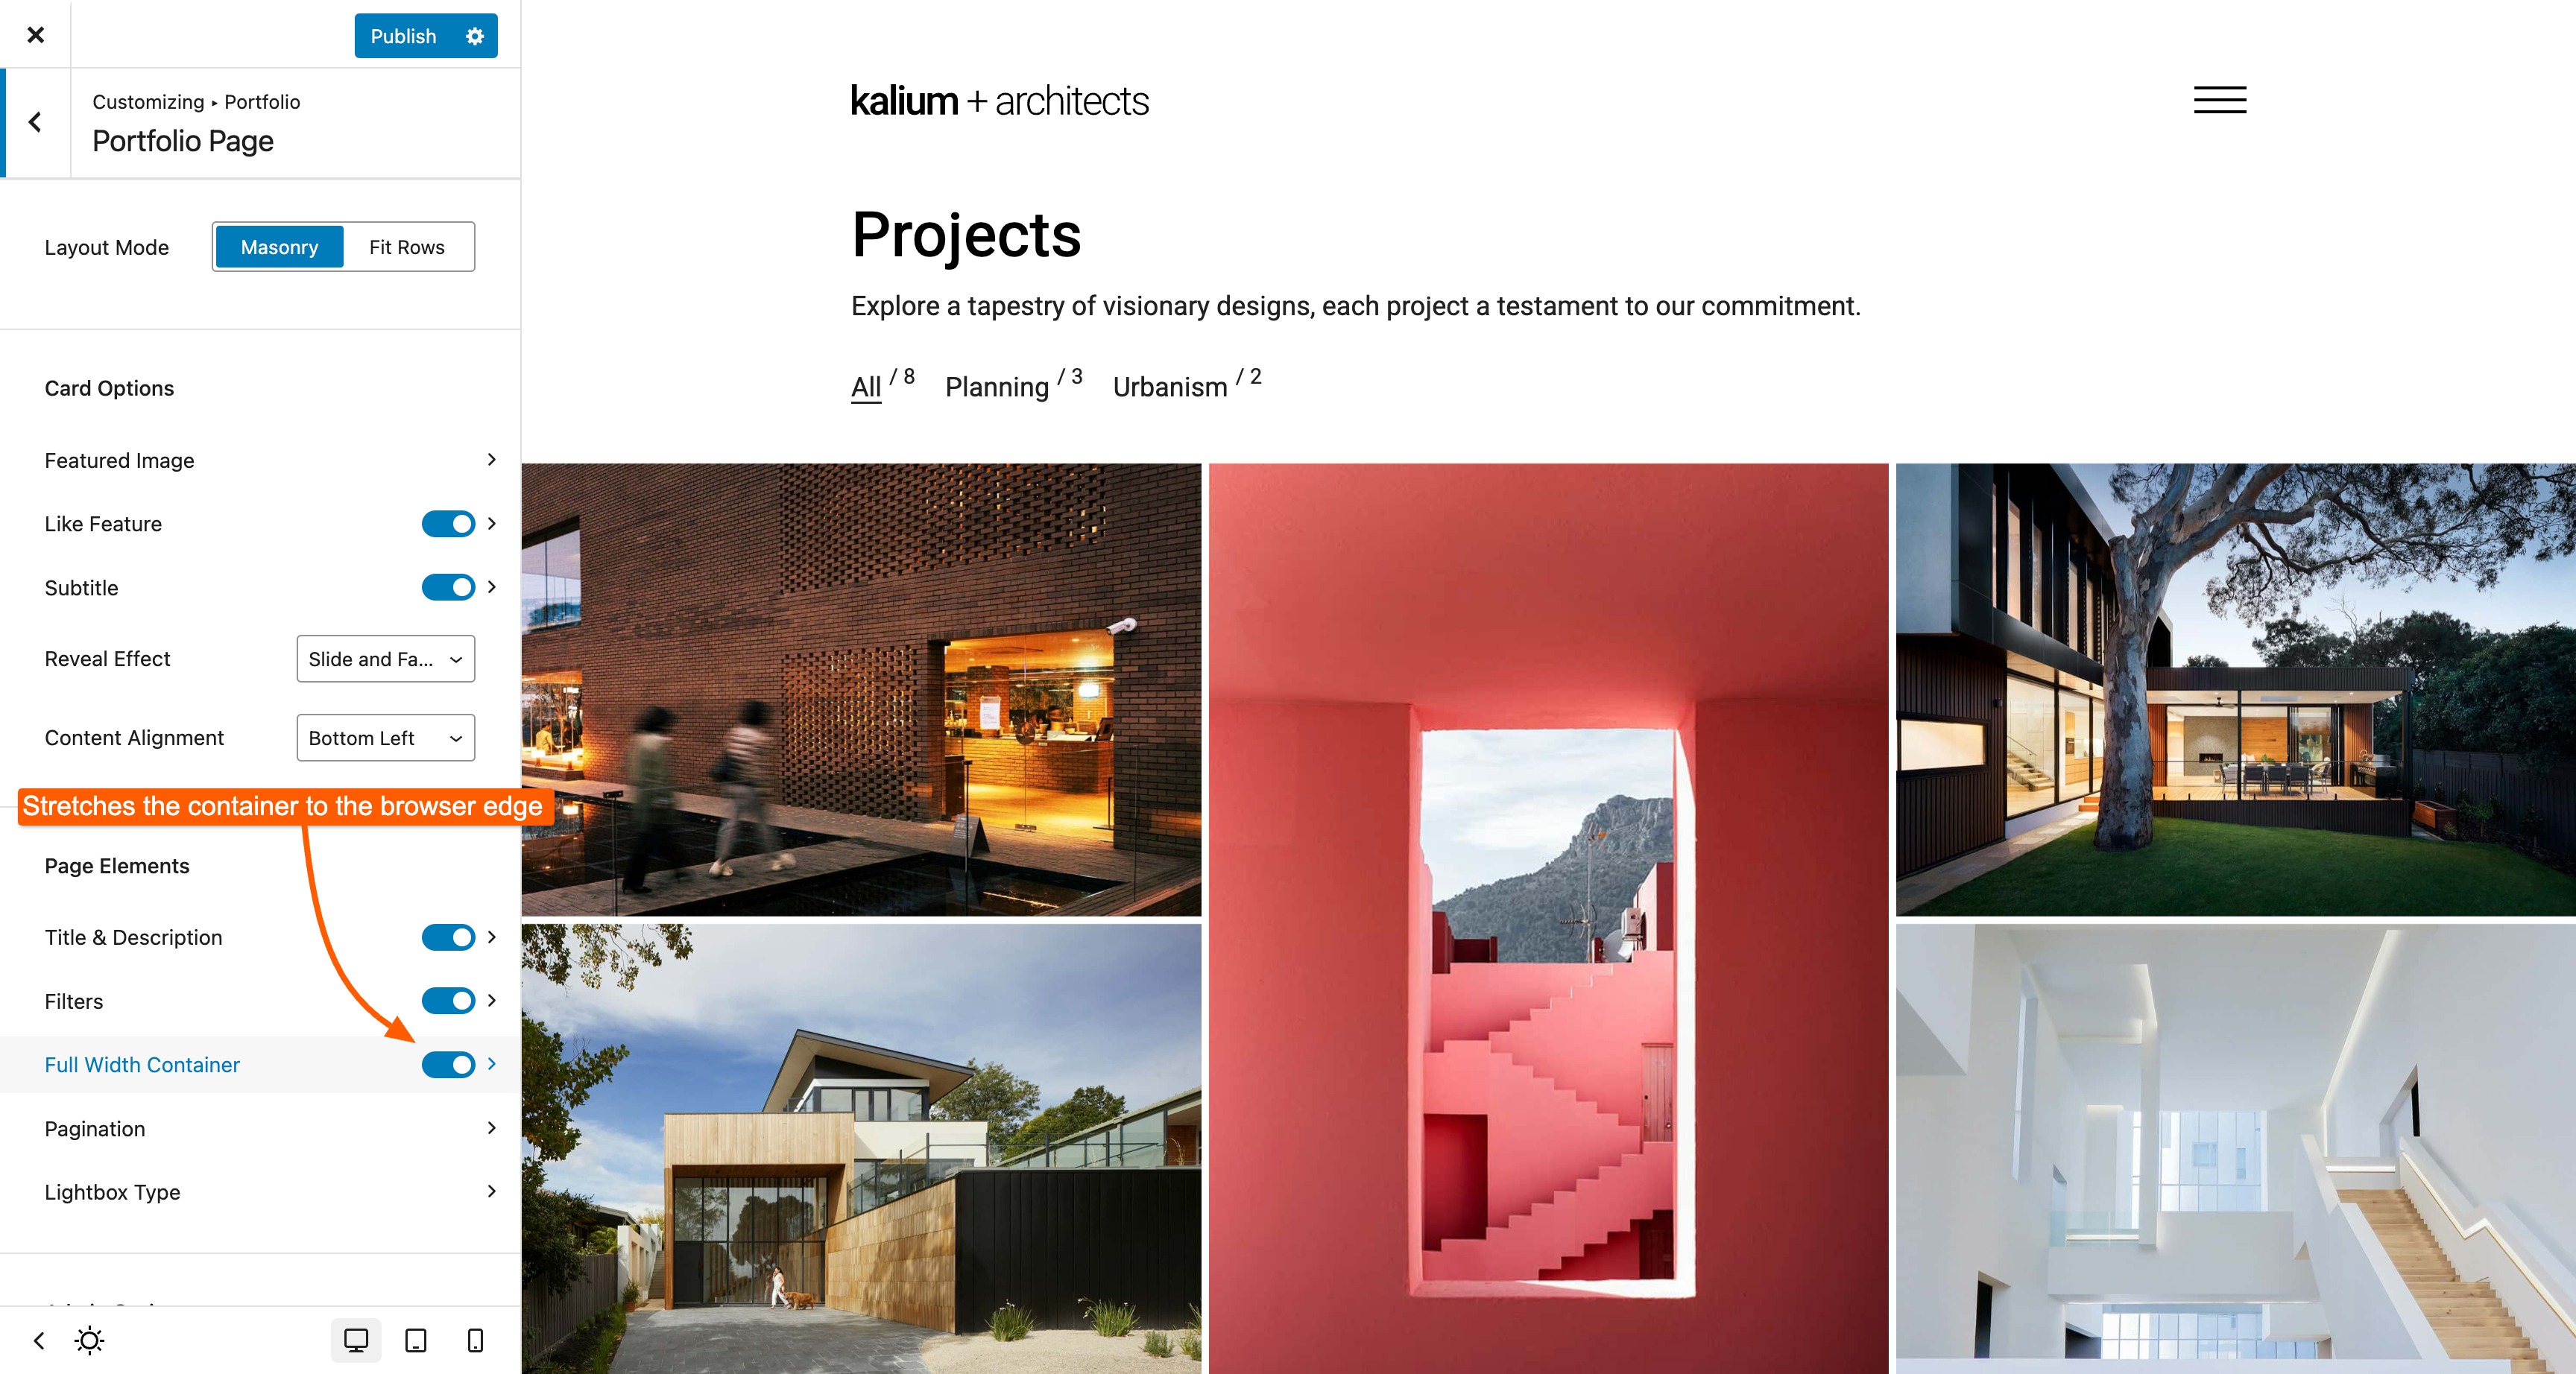 Publish
Customizing ▸ Portfolio
Portfolio Page
Layout Mode
Masonry
Fit Rows
Card Options
Featured Image
Like Feature
Subtitle
Reveal Effect
Slide and Fa...
Content Alignment
Bottom Left
Stretches the container to the browser edge
Page Elements
Title & Description
Filters
Full Width Container
Pagination
Lightbox Type
kalium + architects
Projects
Explore a tapestry of visionary designs, each project a testament to our commitment.
All / 8 Planning / 3 Urbanism / 2